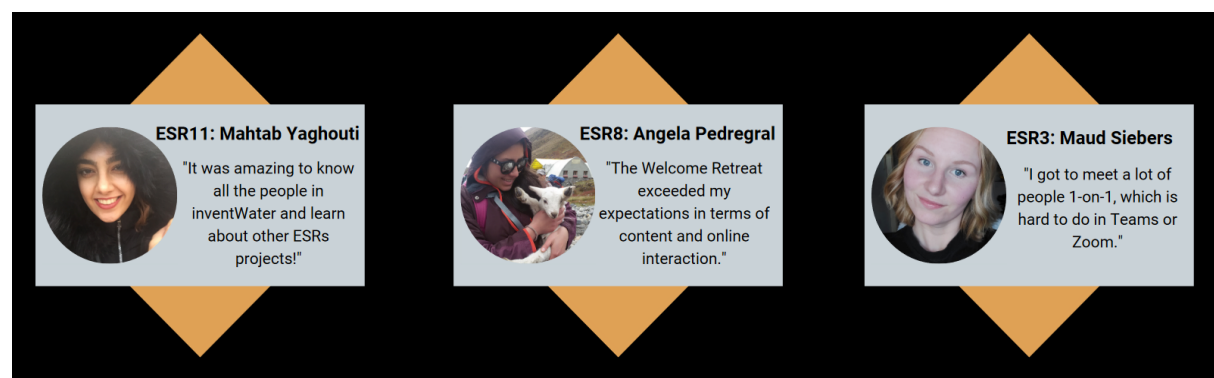 ESR11: Mahtab Yaghouti
"It was amazing to know
all the people in
inventWater and learn
about other ESRs
projects!"
ESR8: Angela Pedregral
"The Welcome Retreat
exceeded my
expectations in terms of
content and online
interaction."
ESR3: Maud Siebers
"I got to meet a lot of
people 1-on-1, which is
hard to do in Teams or
Zoom."